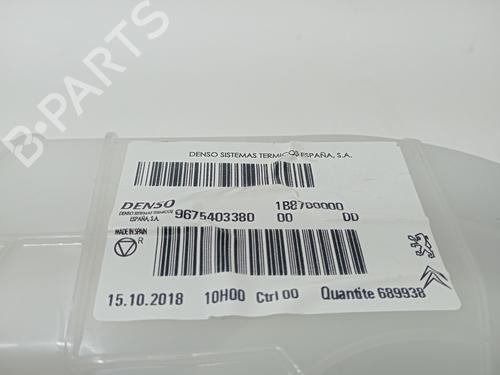 B-PARTS
DENSO SISTEMAS TERMICOS ESPAÑA, S.A.
DENSO
DENSO SISTEMAS TERMICOS
ESPAÑA, S.A.
188700000
9675403380 00 DD
MADE IN SPAIN
R
15.10.2018 10H00 Ctrl 00 Quantite 689938